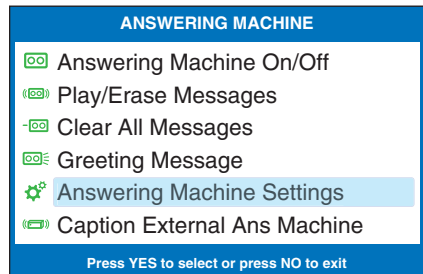 ANSWERING MACHINE
Answering Machine On/Off
Play/Erase Messages
Clear All Messages
Greeting Message
Answering Machine Settings
Caption External Ans Machine
Press YES to select or press NO to exit